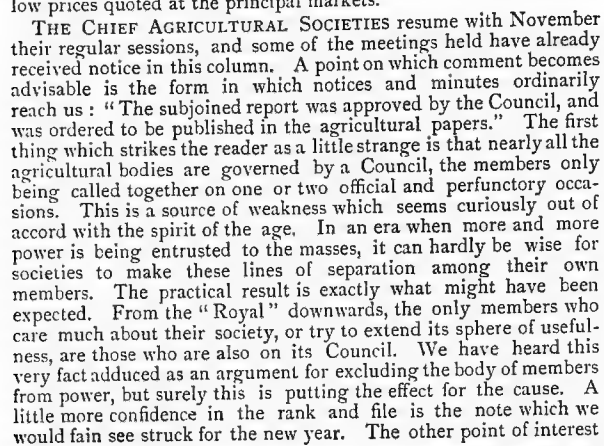 low prices quoted at the principal markets.
THE CHIEF AGRICULTURAL SOCIETIES resume with November
their regular sessions, and some of the meetings held have already
received notice in this column. A point on which comment becomes
advisable is the form in which notices and minutes ordinarily
reach us : "The subjoined report was approved by the Council, and
was ordered to be published in the agricultural papers." The first
thing which strikes the reader as a little strange is that nearly all the
agricultural bodies are governed by a Council, the members only
being called together on one or two official and perfunctory occa-
sions. This is a source of weakness which seems curiously out of
accord with the spirit of the age. In an era when more and more
power is being entrusted to the masses, it can hardly be wise for
societies to make these lines of separation among their own
members. The practical result is exactly what might have been
expected. From the "Royal" downwards, the only members who
care much about their society, or try to extend its sphere of useful-
ness, are those who are also on its Council. We have heard this
very fact adduced as an argument for excluding the body of members
from power, but surely this is putting the effect for the cause. A
little more confidence in the rank and file is the note which we
would fain see struck for the new year. The other point of interest